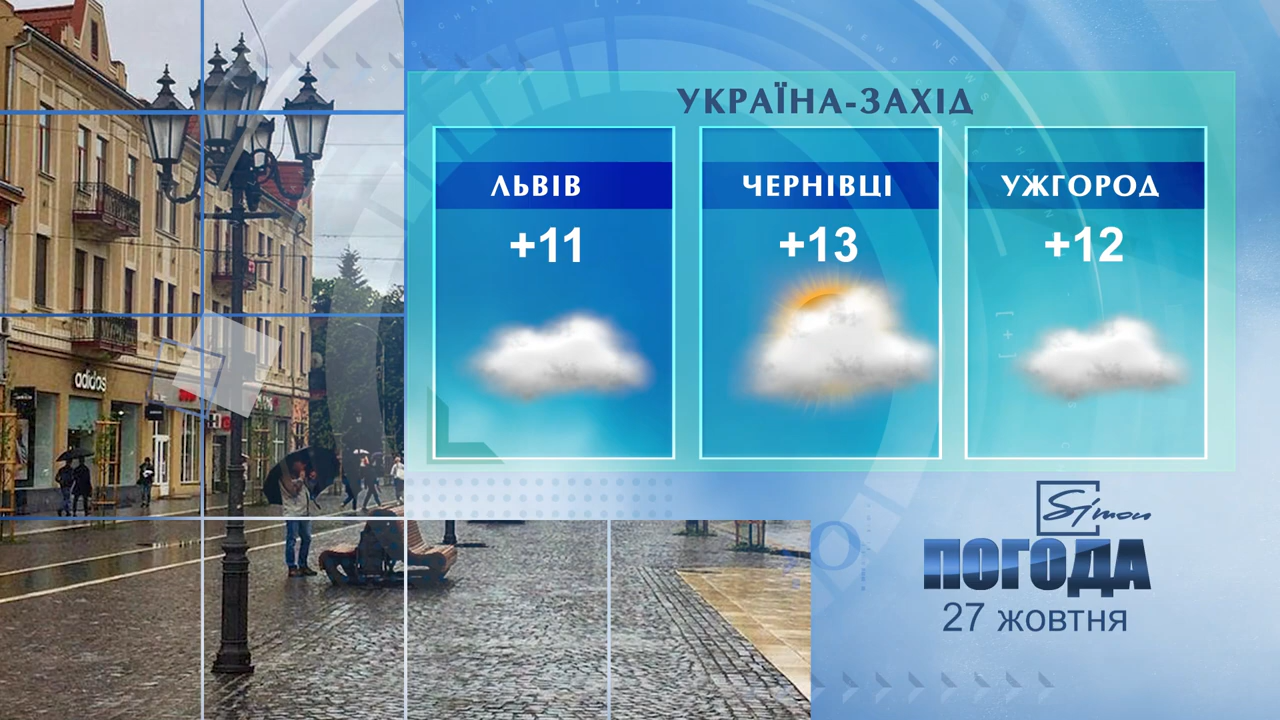 УКРАЇНА-ЗАХІД
ЛЬВІВ
+11
ЧЕРНІВЦІ
+13
УЖГОРОД
+12
adidas
Simon
ПОГОДА
27 жовтня